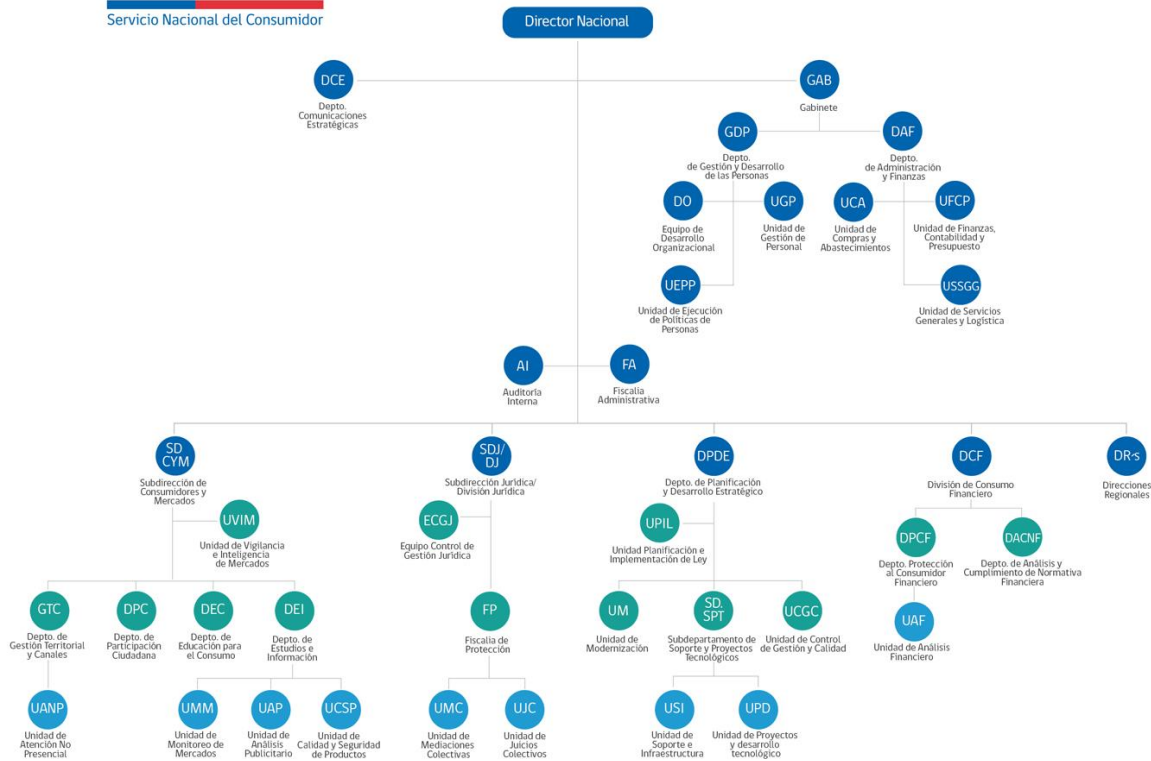 Servicio Nacional del Consumidor
Director Nacional
DCE
Depto.
Comunicaciones
Estratégicas
GAB
Gabinete
GDP
Depto.
de Gestión y Desarrollo
de las Personas
DAF
Depto.
de Administración
y Finanzas
DO
Equipo de
Desarrollo
Organizacional
UGP
Unidad de
Gestión de
Personal
UCA
Unidad de
Compras y
Abastecimientos
UFCP
Unidad de Finanzas,
Contabilidad y
Presupuesto
UEPP
Unidad de Ejecución
de Políticas de
Personas
USSGG
Unidad de Servicios
Generales y Logística
AI
Auditoría
Interna
FA
Fiscalia
Administrativa
SD
CYM
Subdirección de
Consumidores y
Mercados
SDJ/
DJ
Subdirección Jurídica/
División Jurídica
DPDE
Depto. de Planificación
y Desarrollo Estratégico
DCF
División de Consumo
Financiero
DR-s
Direcciones
Regionales
UVIM
Unidad de Vigilancia
e Inteligencia
de Mercados
ECGJ
Equipo Control de
Gestión Jurídica
UPIL
Unidad Planificación e
Implementación de Ley
DPCF
Depto. Protección
al Consumidor
Financiero
DACNF
Depto. de Análisis y
Cumplimiento de Normativa
Financiera
GTC
Depto. de
Gestión Territorial
y Canales
DPC
Depto. de
Participación
Ciudadana
DEC
Depto. de
Educación para
el Consumo
DEI
Depto. de
Estudios e
Información
FP
Fiscalia de
Protección
UM
Unidad de
Modernización
SD.
SPT
Subdepartamento de
Soporte y Proyectos
Tecnológicos
UCGC
Unidad de Control
de Gestión y Calidad
UAF
Unidad de Análisis
Financiero
UANP
Unidad de
Atención No
Presencial
UMM
Unidad de
Monitoreo de
Mercados
UAP
Unidad de
Análisis
Publicitario
UCSP
Unidad de
Calidad y Seguridad
de Productos
UMC
Unidad de
Mediaciones
Colectivas
UJC
Unidad de
Juicios
Colectivos
USI
Unidad de
Soporte e
Infraestructura
UPD
Unidad de Proyectos
y desarrollo
tecnológico